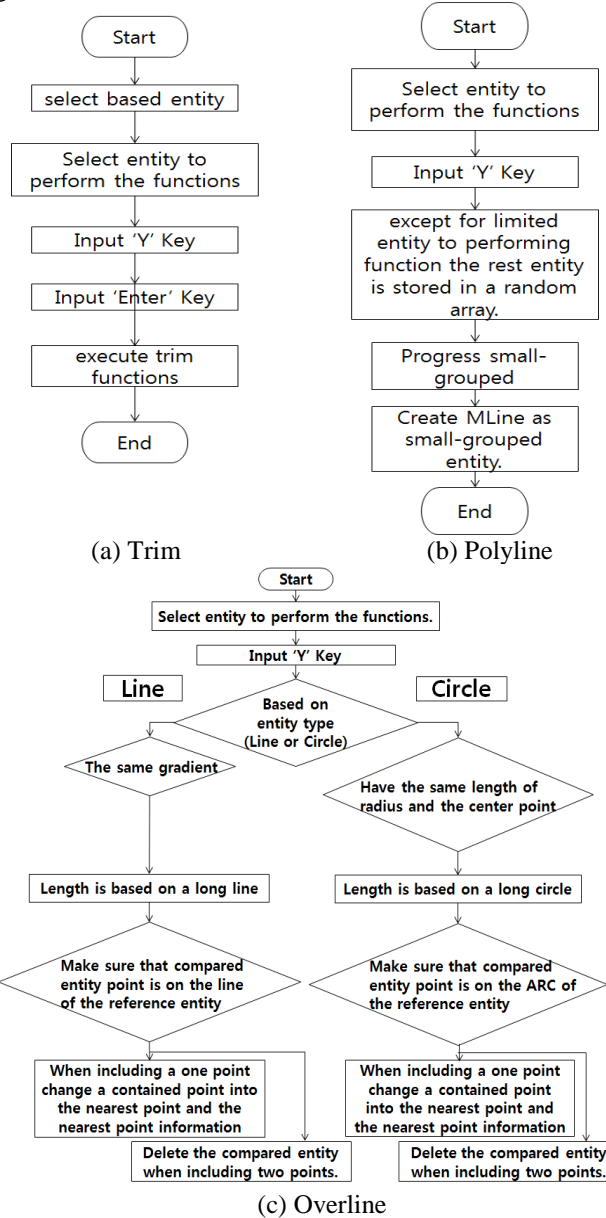 Start
select based entity
Select entity to
perform the functions
Input ‘Y’ Key
Input ‘Enter’ Key
execute trim
functions
End
(a) Trim
Start
Select entity to
perform the functions
Input ‘Y’ Key
except for limited
entity to performing
function the rest entity
is stored in a random
array.
Progress small-
grouped
Create MLine as
small-grouped
entity.
End
(b) Polyline
Start
Select entity to perform the functions.
Input ‘Y’ Key
Based on
entity type
(Line or Circle)
Line
The same gradient
Length is based on a long line
Make sure that compared
entity point is on the line
of the reference entity
When including a one point
change a contained point into
the nearest point and the
nearest point information
Delete the compared entity
when including two points.
Circle
Have the same length of
radius and the center point
Length is based on a long circle
Make sure that compared
entity point is on the ARC of
the reference entity
When including a one point
change a contained point
into the nearest point and
the nearest point information
Delete the compared entity
when including two points.
(c) Overline